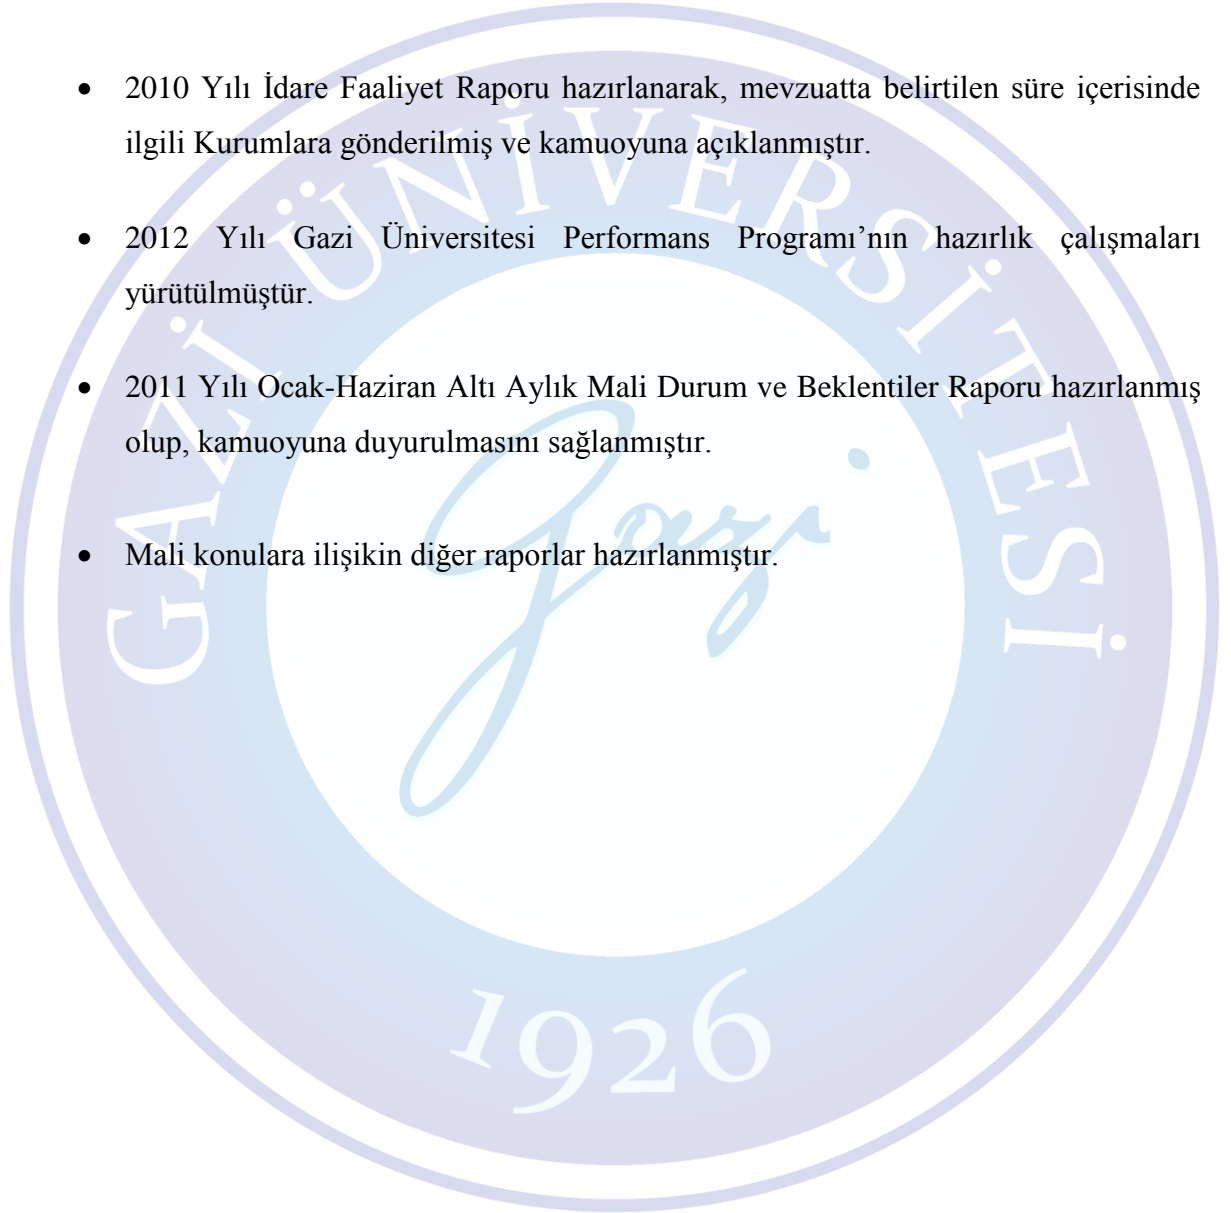 • 2010 Yılı İdare Faaliyet Raporu hazırlanarak, mevzuatta belirtilen süre içerisinde
ilgili Kurumlara gönderilmiş ve kamuoyuna açıklanmıştır.
• 2012 Yılı Gazi Üniversitesi Performans Programı’nın hazırlık çalışmaları
yürütülmüştür.
• 2011 Yılı Ocak-Haziran Altı Aylık Mali Durum ve Beklentiler Raporu hazırlanmış
olup, kamuoyuna duyurulmasını sağlanmıştır.
• Mali konulara ilişikin diğer raporlar hazırlanmıştır.
GAZİ ÜNİVERSİTESİ
Gazi
1926